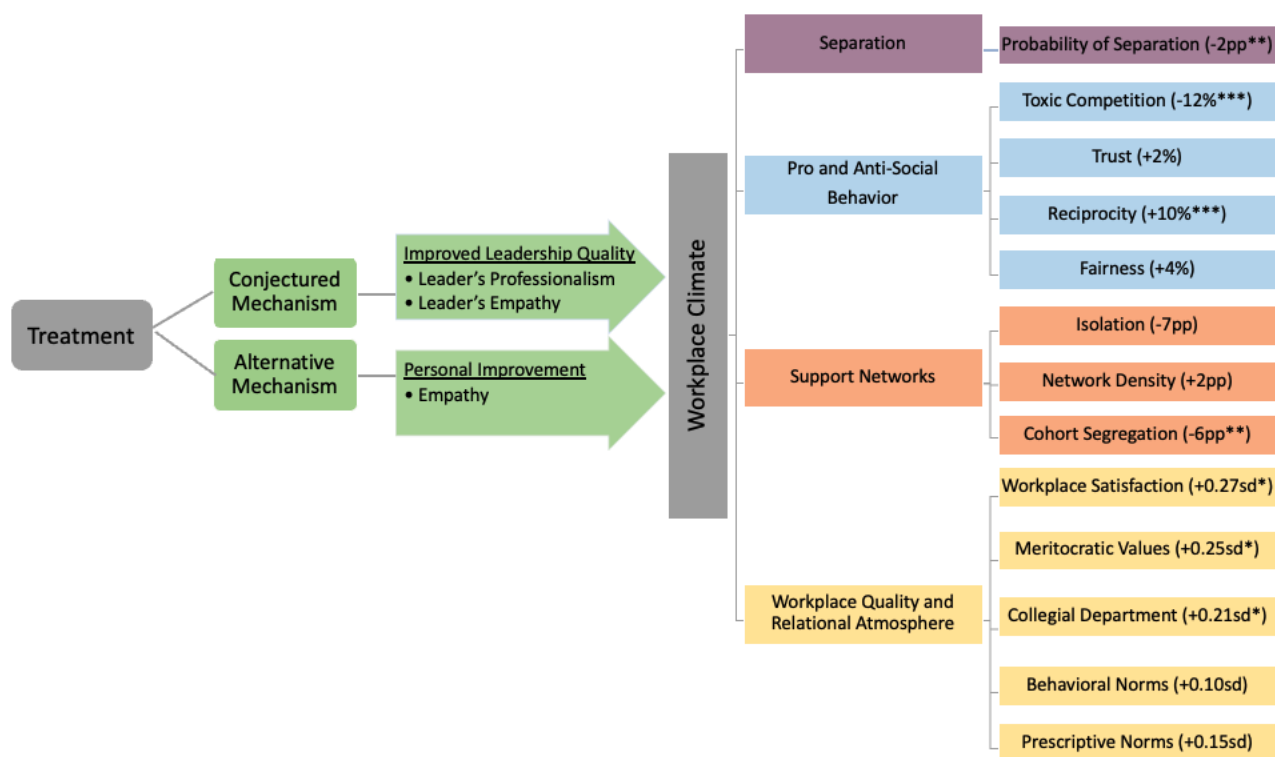 Treatment
Conjectured
Mechanism
Alternative
Mechanism
Improved Leadership Quality
• Leader's Professionalism
• Leader's Empathy
Personal Improvement
• Empathy
Workplace Climate
Separation
Probability of Separation (-2pp**)
Pro and Anti-Social
Behavior
Toxic Competition (-12%***)
Trust (+2%)
Reciprocity (+10%***)
Fairness (+4%)
Support Networks
Isolation (-7pp)
Network Density (+2pp)
Cohort Segregation (-6pp**)
Workplace Quality and
Relational Atmosphere
Workplace Satisfaction (+0.27sd*)
Meritocratic Values (+0.25sd*)
Collegial Department (+0.21sd*)
Behavioral Norms (+0.10sd)
Prescriptive Norms (+0.15sd)